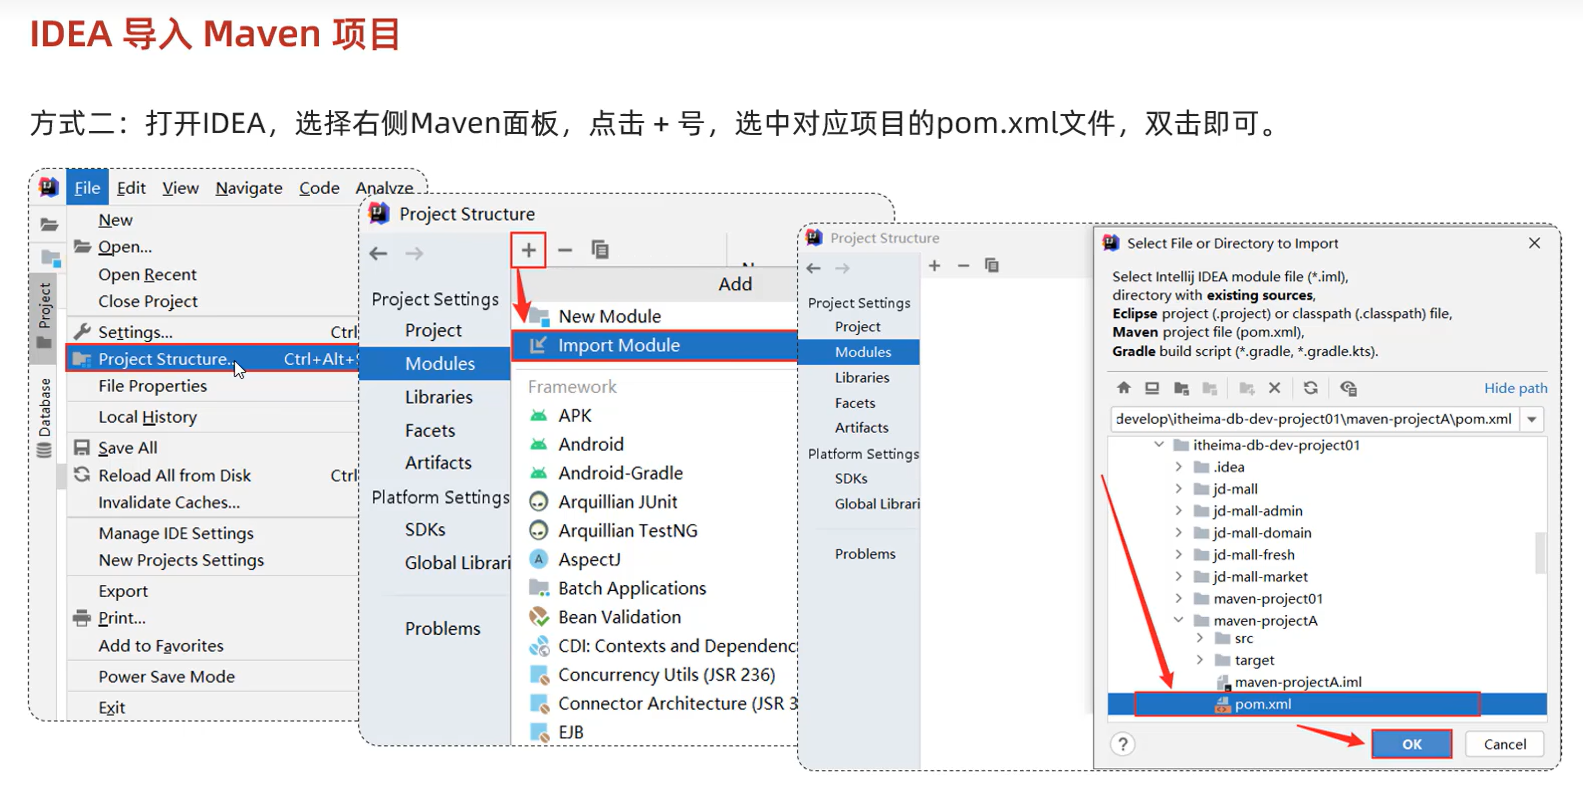 IDEA 导入 Maven 项目
方式二：打开IDEA，选择右侧Maven面板，点击 + 号，选中对应项目的pom.xml文件，双击即可。
File Edit View Navigate Code Analyze
New
Open...
Open Recent
Close Project
Settings... Ctrl
Project Structure... Ctrl+Alt+S
File Properties
Local History
Save All
Reload All from Disk Ctrl
Invalidate Caches...
Manage IDE Settings
New Projects Settings
Export
Print...
Add to Favorites
Power Save Mode
Exit
Project
Database
Project Structure
Project Settings
Project
Modules
Libraries
Facets
Artifacts
Platform Settings
SDKs
Global Librari
Problems
Add
New Module
Import Module
Framework
APK
Android
Android-Gradle
Arquillian JUnit
Arquillian TestNG
AspectJ
Batch Applications
Bean Validation
CDI: Contexts and Dependenc
Concurrency Utils (JSR 236)
Connector Architecture (JSR 3
EJB
Project Structure
Project Settings
Project
Modules
Libraries
Facets
Artifacts
Platform Settings
SDKs
Global Librari
Problems
Select File or Directory to Import
Select Intellij IDEA module file (*.iml),
directory with existing sources,
Eclipse project (.project) or classpath (.classpath) file,
Maven project file (pom.xml),
Gradle build script (*.gradle, *.gradle.kts).
Hide path
develop\itheima-db-dev-project01\maven-projectA\pom.xml
itheima-db-dev-project01
.idea
jd-mall
jd-mall-admin
jd-mall-domain
jd-mall-fresh
jd-mall-market
maven-project01
maven-projectA
src
target
maven-projectA.iml
pom.xml
? OK Cancel